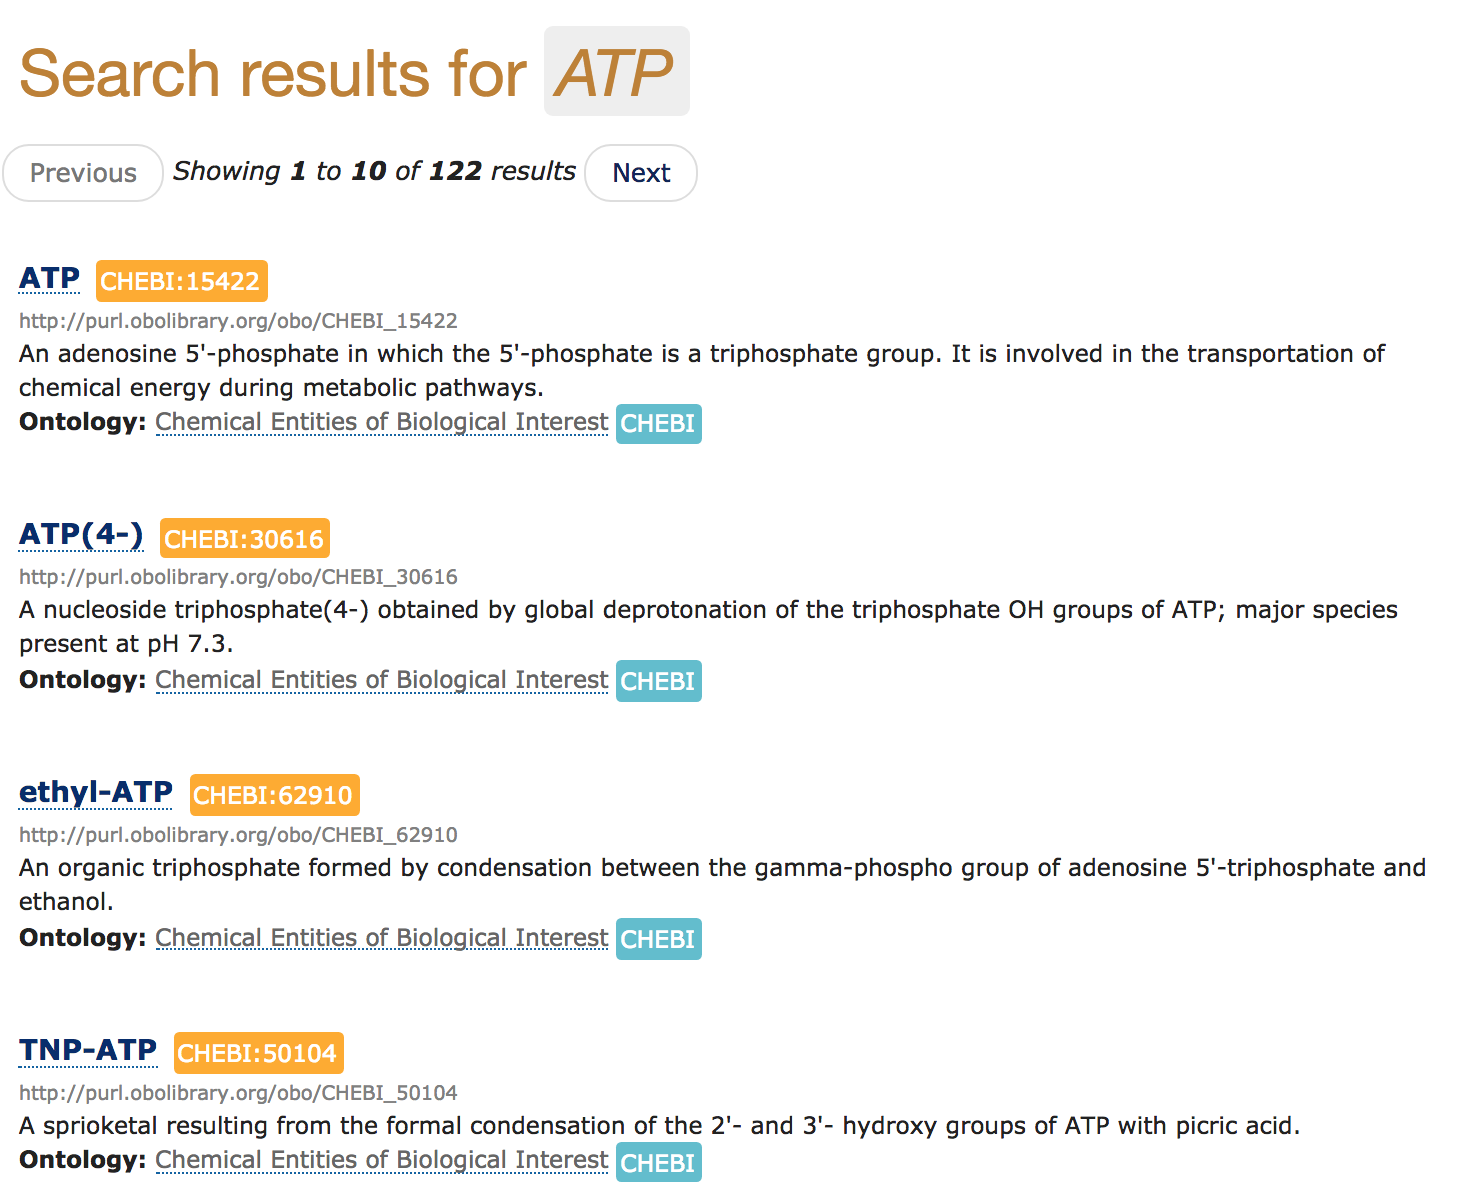 Search results for ATP
Previous Showing 1 to 10 of 122 results Next
ATP CHEBI:15422
http://purl.obolibrary.org/obo/CHEBI_15422
An adenosine 5'-phosphate in which the 5'-phosphate is a triphosphate group. It is involved in the transportation of
chemical energy during metabolic pathways.
Ontology: Chemical Entities of Biological Interest CHEBI
ATP(4-) CHEBI:30616
http://purl.obolibrary.org/obo/CHEBI_30616
A nucleoside triphosphate(4-) obtained by global deprotonation of the triphosphate OH groups of ATP; major species
present at pH 7.3.
Ontology: Chemical Entities of Biological Interest CHEBI
ethyl-ATP CHEBI:62910
http://purl.obolibrary.org/obo/CHEBI_62910
An organic triphosphate formed by condensation between the gamma-phospho group of adenosine 5'-triphosphate and
ethanol.
Ontology: Chemical Entities of Biological Interest CHEBI
TNP-ATP CHEBI:50104
http://purl.obolibrary.org/obo/CHEBI_50104
A sprioketal resulting from the formal condensation of the 2'- and 3'- hydroxy groups of ATP with picric acid.
Ontology: Chemical Entities of Biological Interest CHEBI